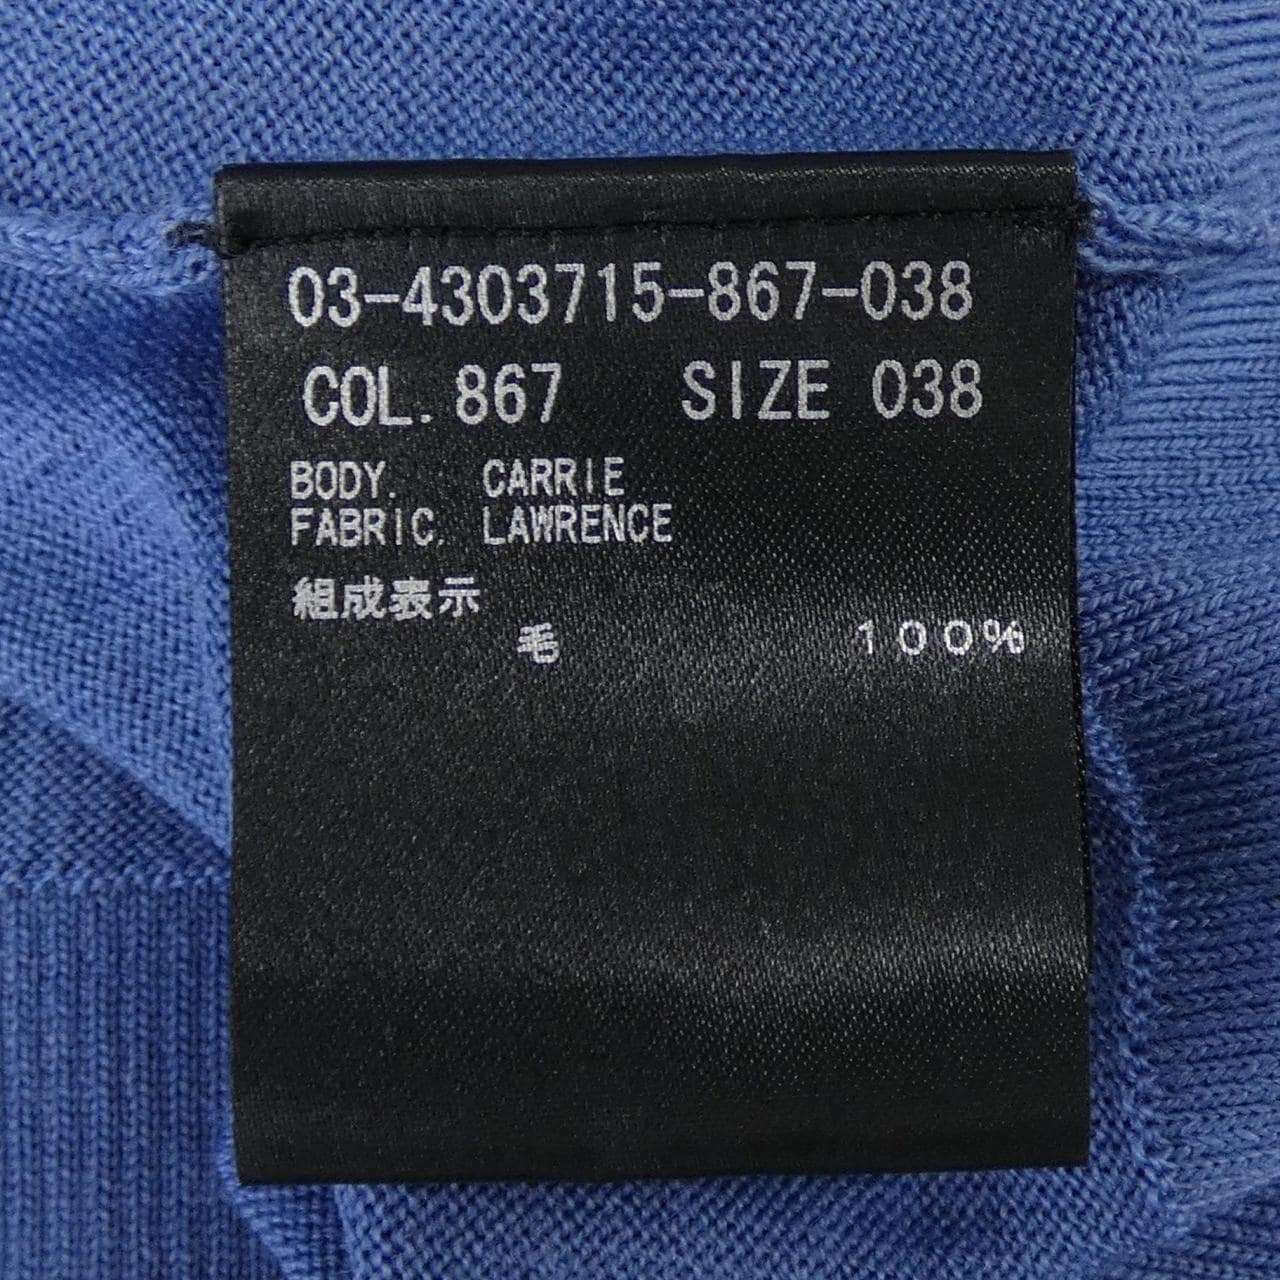 03-4303715-867-038
COL. 867 SIZE 038
BODY. CARRIE
FABRIC. LAWRENCE
組成表示
毛 100%